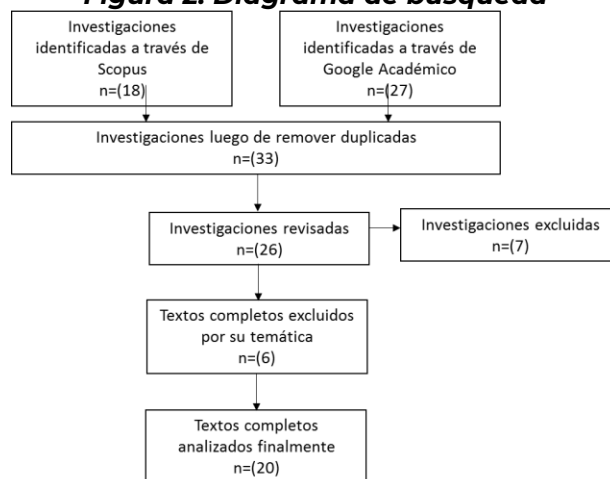 Figura 2. Diagrama de búsqueda
Investigaciones
identificadas a través de
Scopus
n=(18)
Investigaciones
identificadas a través de
Google Académico
n=(27)
Investigaciones luego de remover duplicadas
n=(33)
Investigaciones revisadas
n=(26)
Investigaciones excluidas
n=(7)
Textos completos excluidos
por su temática
n=(6)
Textos completos
analizados finalmente
n=(20)